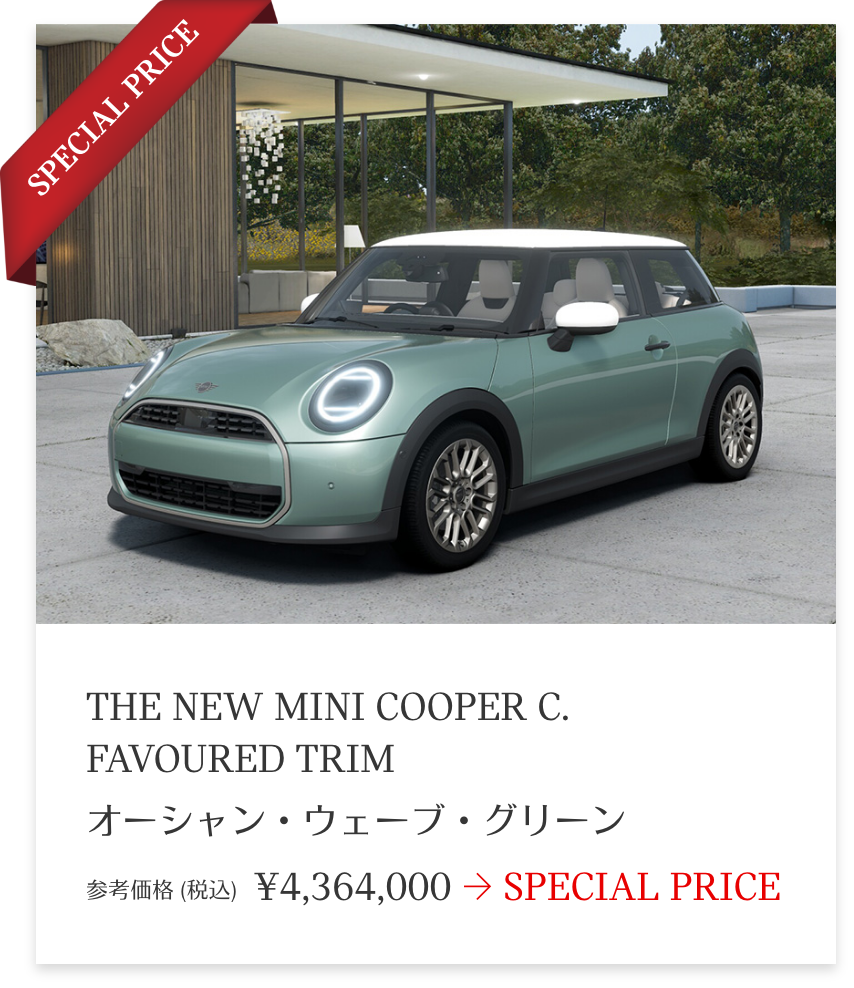 SPECIAL PRICE
THE NEW MINI COOPER C.
FAVOURED TRIM
オーシャン・ウェーブ・グリーン
参考価格 (税込) ¥4,364,000 → SPECIAL PRICE